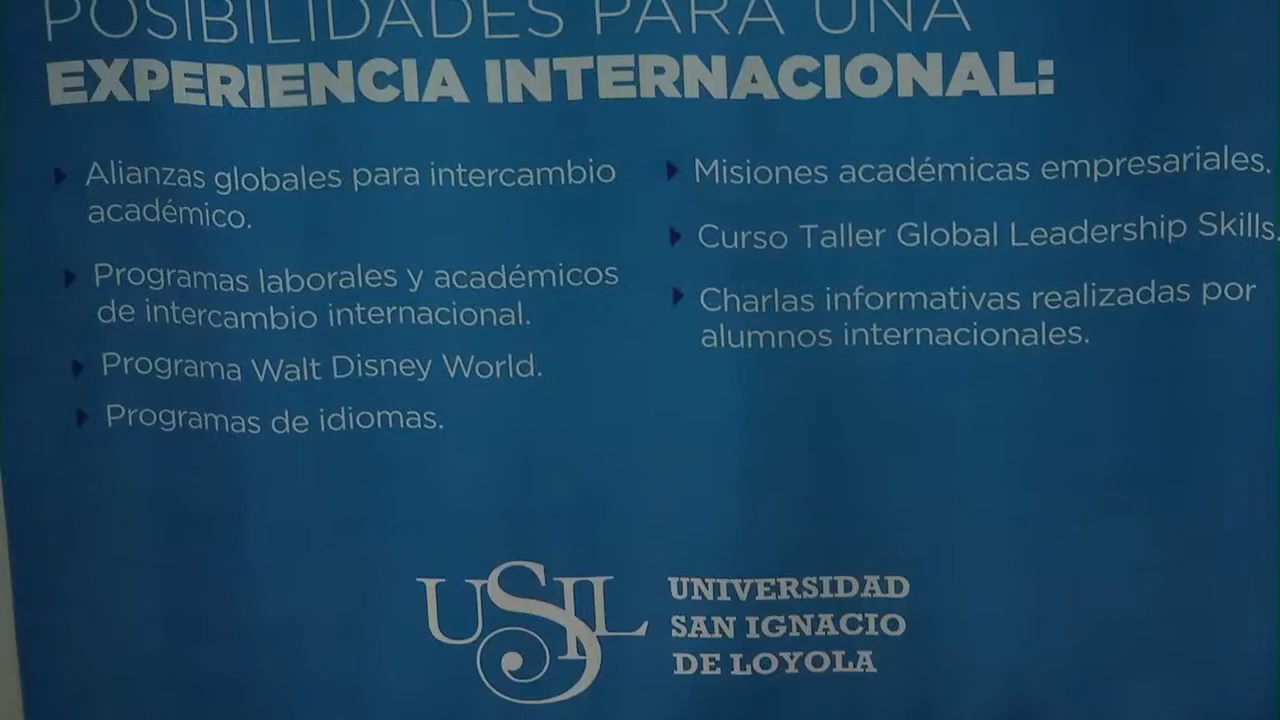 POSIBILIDADES PARA UNA
EXPERIENCIA INTERNACIONAL:
Alianzas globales para intercambio
académico.
Programas laborales y académicos
de intercambio internacional.
Programa Walt Disney World.
Programas de idiomas.
Misiones académicas empresariales.
Curso Taller Global Leadership Skills.
Charlas informativas realizadas por
alumnos internacionales.
USIL
UNIVERSIDAD
SAN IGNACIO
DE LOYOLA